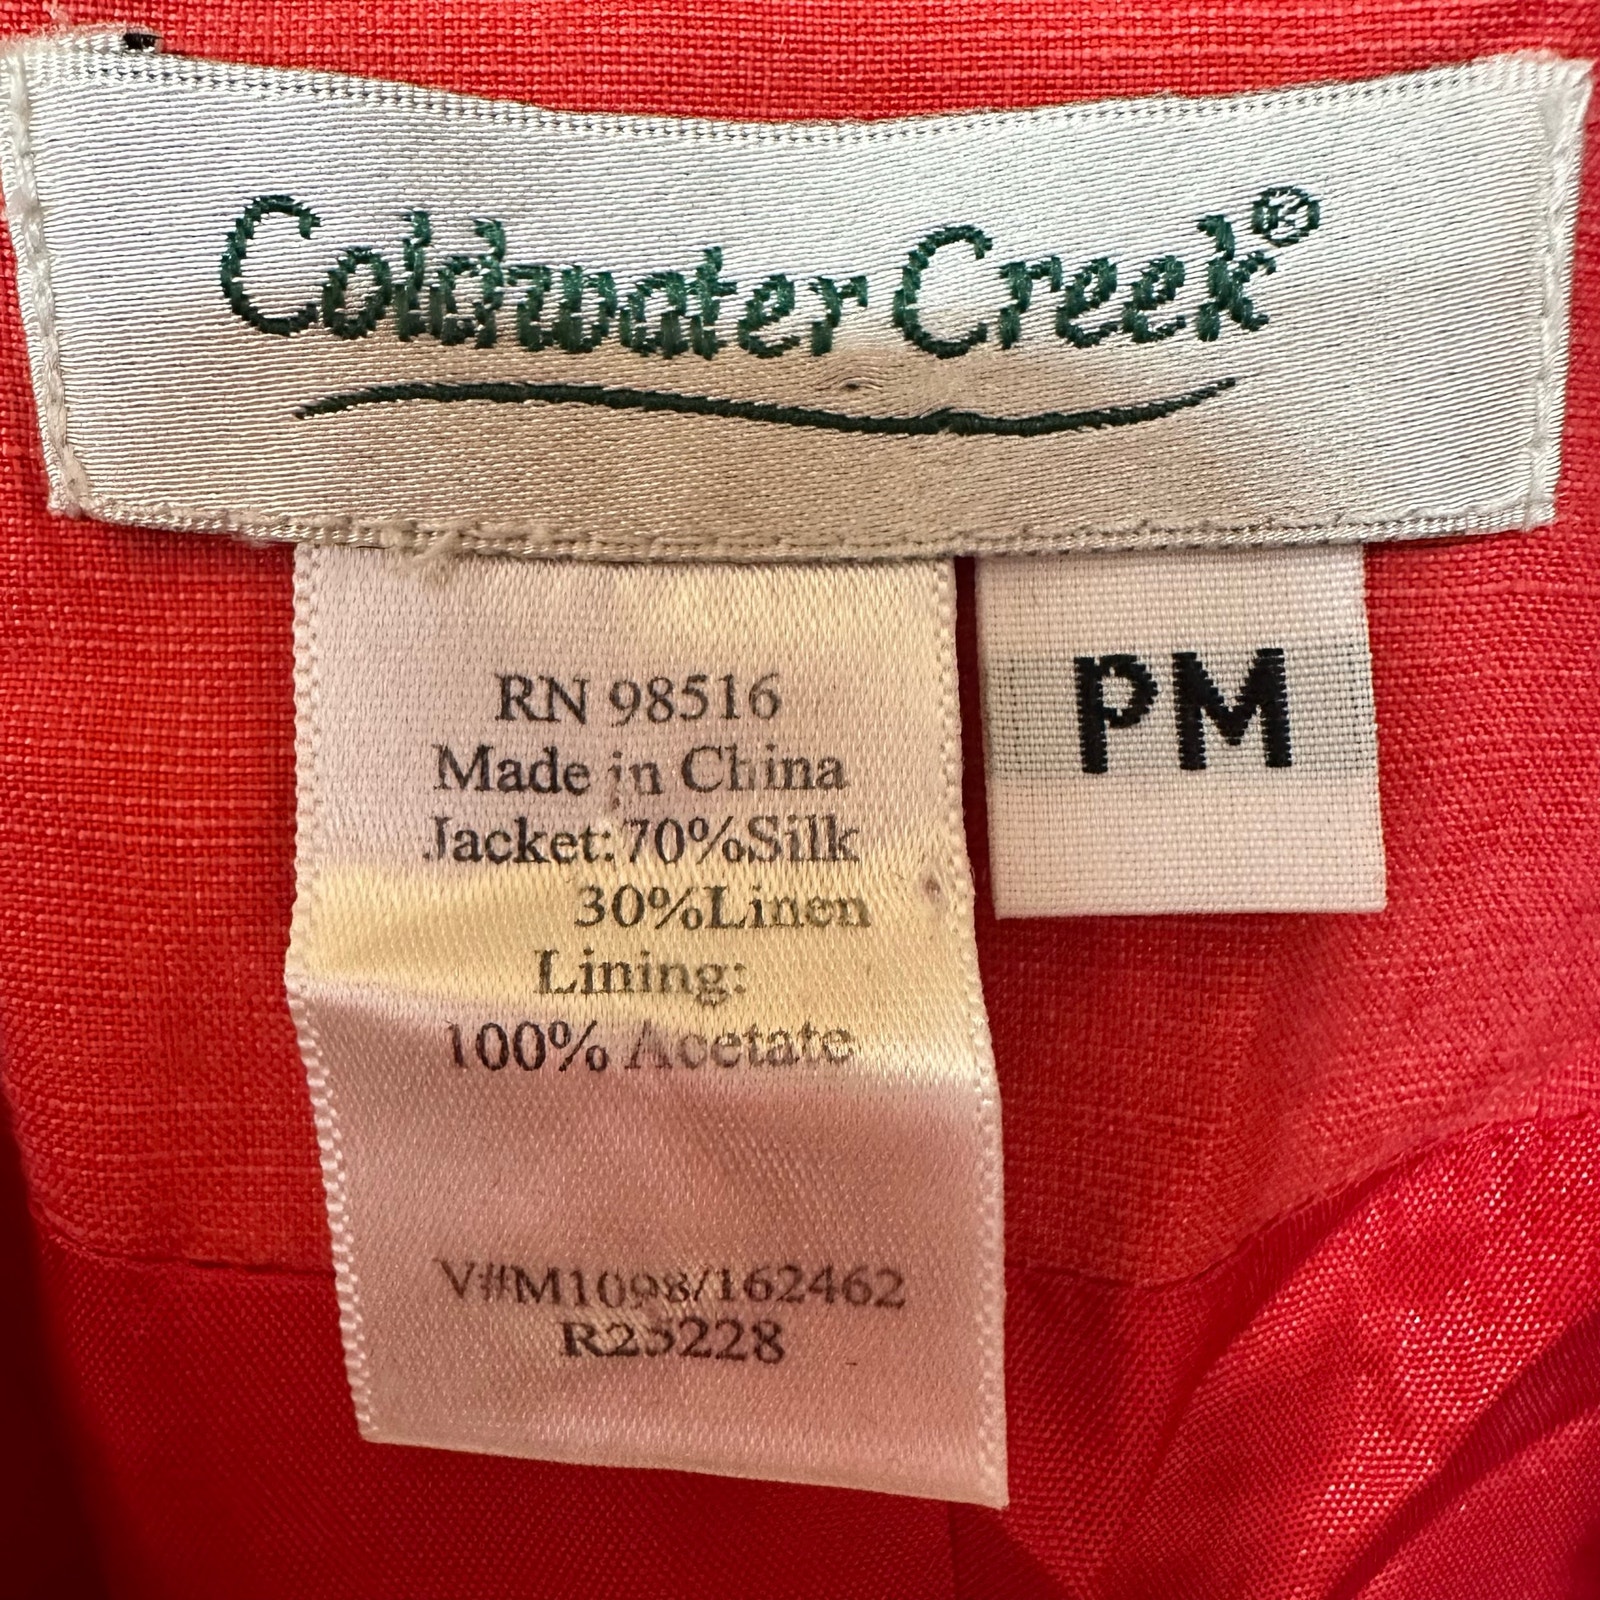 Coldwater Creek®
RN 98516
Made in China
Jacket:70%Silk
30%Linen
Lining:
100% Acetate
V#M1098/162462
R25228
PM